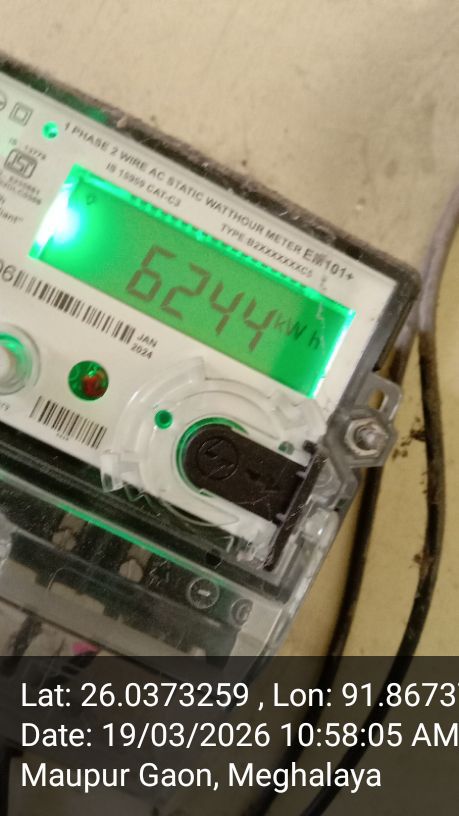 1 PHASE 2 WIRE AC STATIC WATTHOUR METER EM101+
IS 15959 CAT-C3
TYPE B2XXXXXXC5
6244 kWh
JAN
2024
Lat: 26.0373259 , Lon: 91.8673
Date: 19/03/2026 10:58:05 AM
Maupur Gaon, Meghalaya